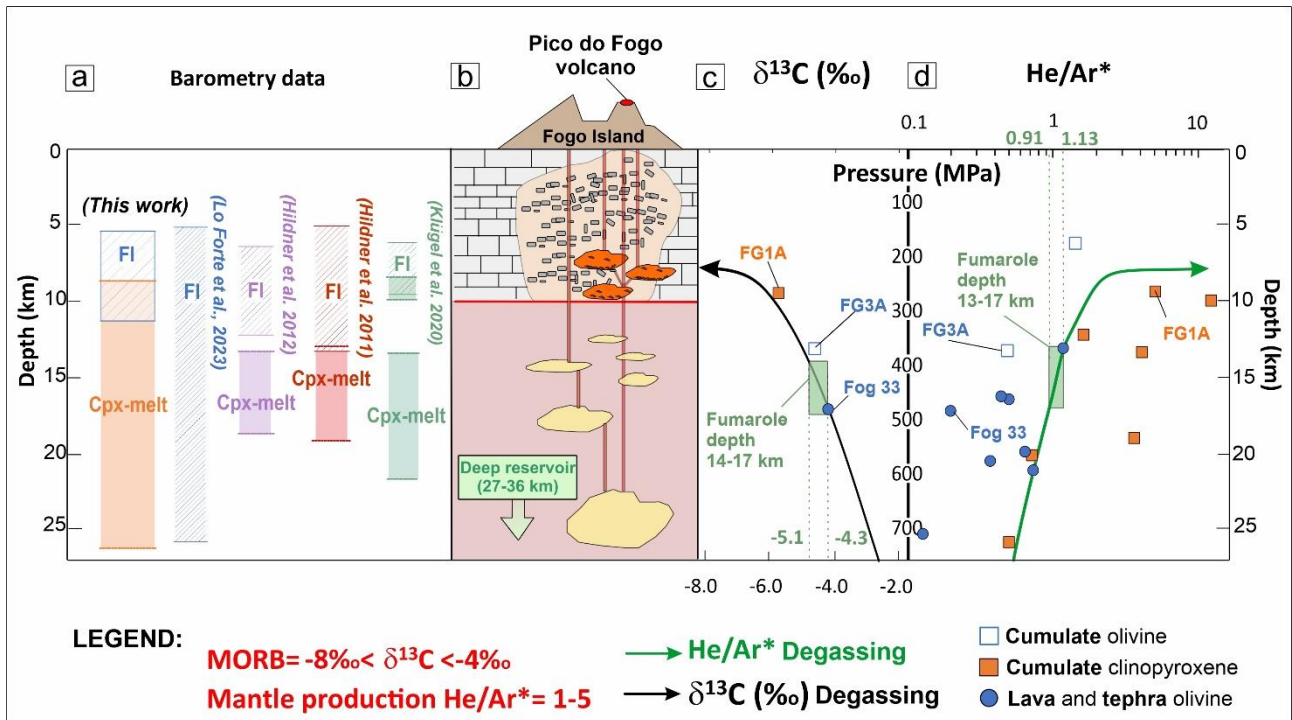 a
Barometry data
b
Pico do Fogo
volcano
Fogo Island
c
δ¹³C (‰)
-8.0
-6.0
-4.0
-2.0
d
He/Ar*
0.1
1
10
0.91
1.13
Pressure (MPa)
100
200
300
400
500
600
700
Depth (km)
0
5
10
15
20
25
(This work)
FI
Cpx-melt
(Lo Forte et al., 2023)
FI
(Hildner et al. 2012)
FI
Cpx-melt
(Hildner et al. 2011)
FI
Cpx-melt
(Klügel et al. 2020)
FI
Cpx-melt
Deep reservoir
(27-36 km)
FG1A
FG3A
Fog 33
Fumarole
depth
14-17 km
-5.1
-4.3
Fumarole
depth
13-17 km
FG3A
FG1A
Fog 33
0
5
10
15
20
25
Depth (km)
LEGEND:
MORB= -8‰< δ¹³C <-4‰
Mantle production He/Ar*= 1-5
He/Ar* Degassing
δ¹³C (‰) Degassing
Cumulate olivine
Cumulate clinopyroxene
Lava and tephra olivine